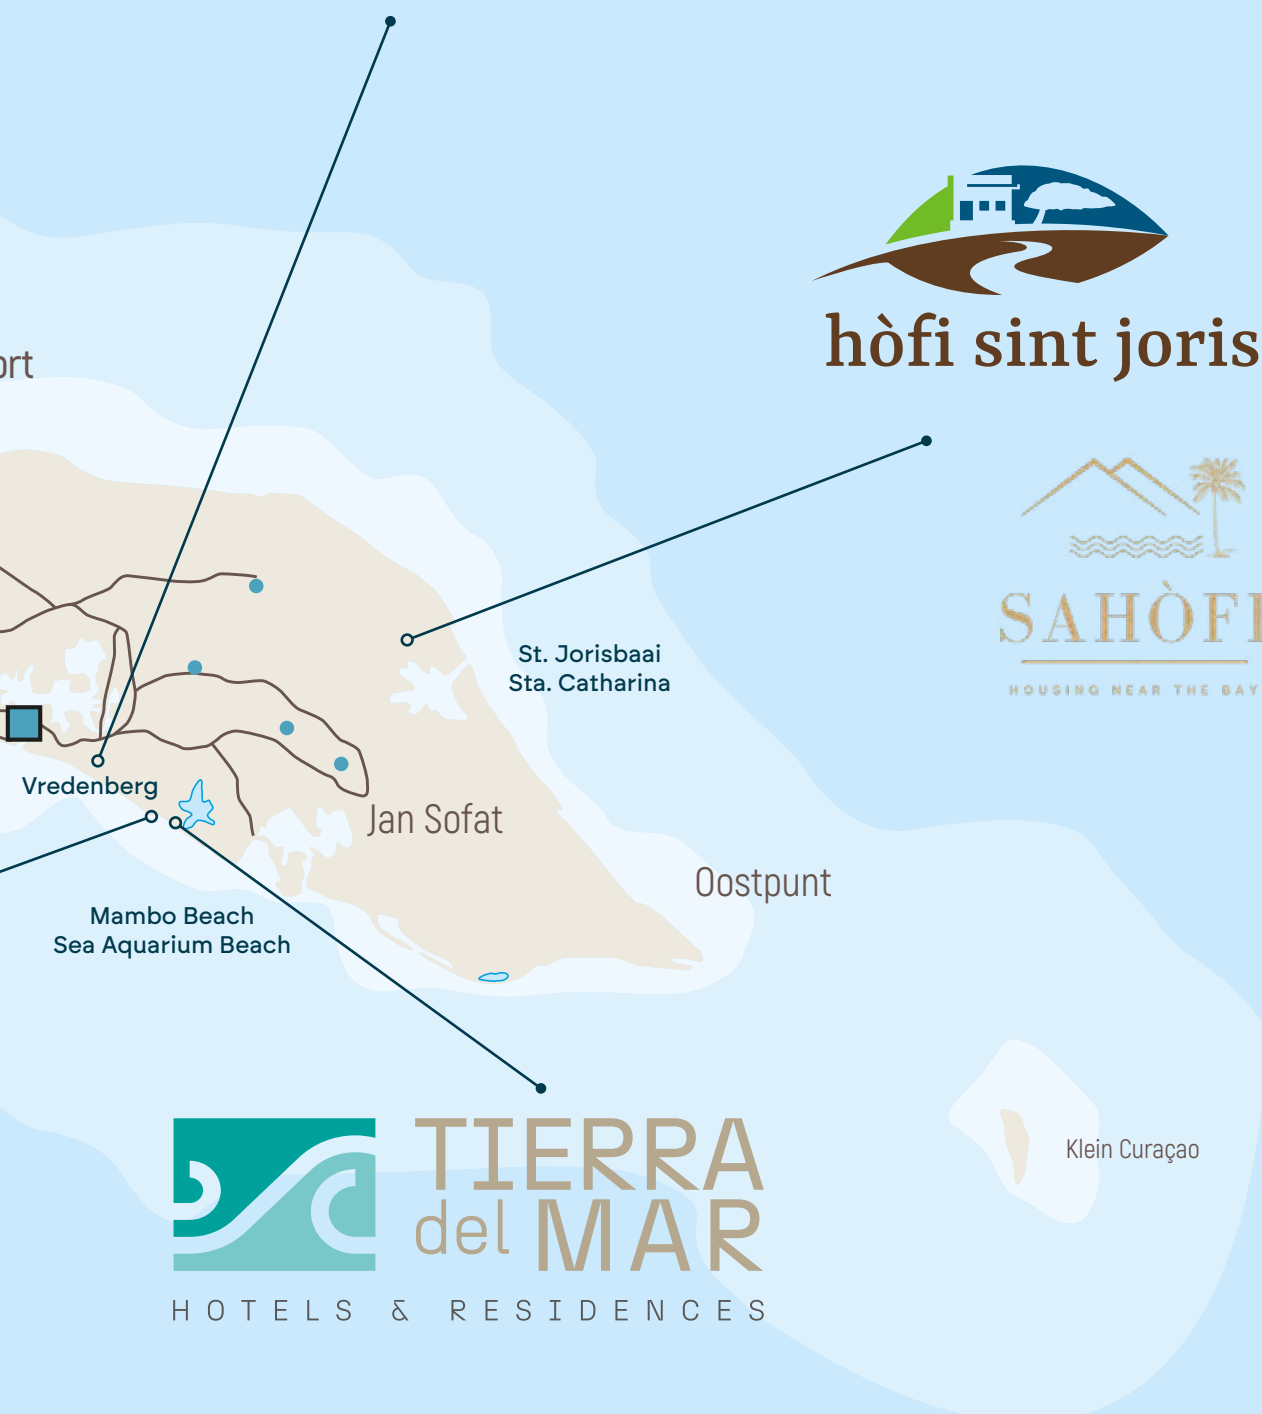 ort
hòfi sint joris
SAHÒFI
HOUSING NEAR THE BAY
St. Jorisbaai
Sta. Catharina
Vredenberg
Jan Sofat
Oostpunt
Mambo Beach
Sea Aquarium Beach
Klein Curaçao
TIERRA
del MAR
HOTELS & RESIDENCES